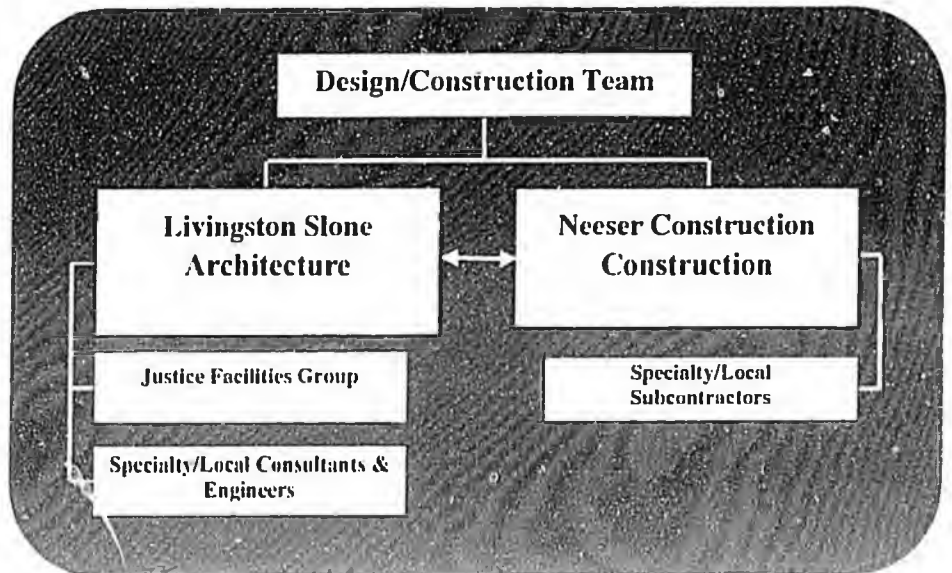 Design/Construction Team
Livingston Slone
Architecture
Neeser Construction
Construction
Justice Facilities Group
Specialty/Local
Subcontractors
Specialty/Local Consultants &
Engineers